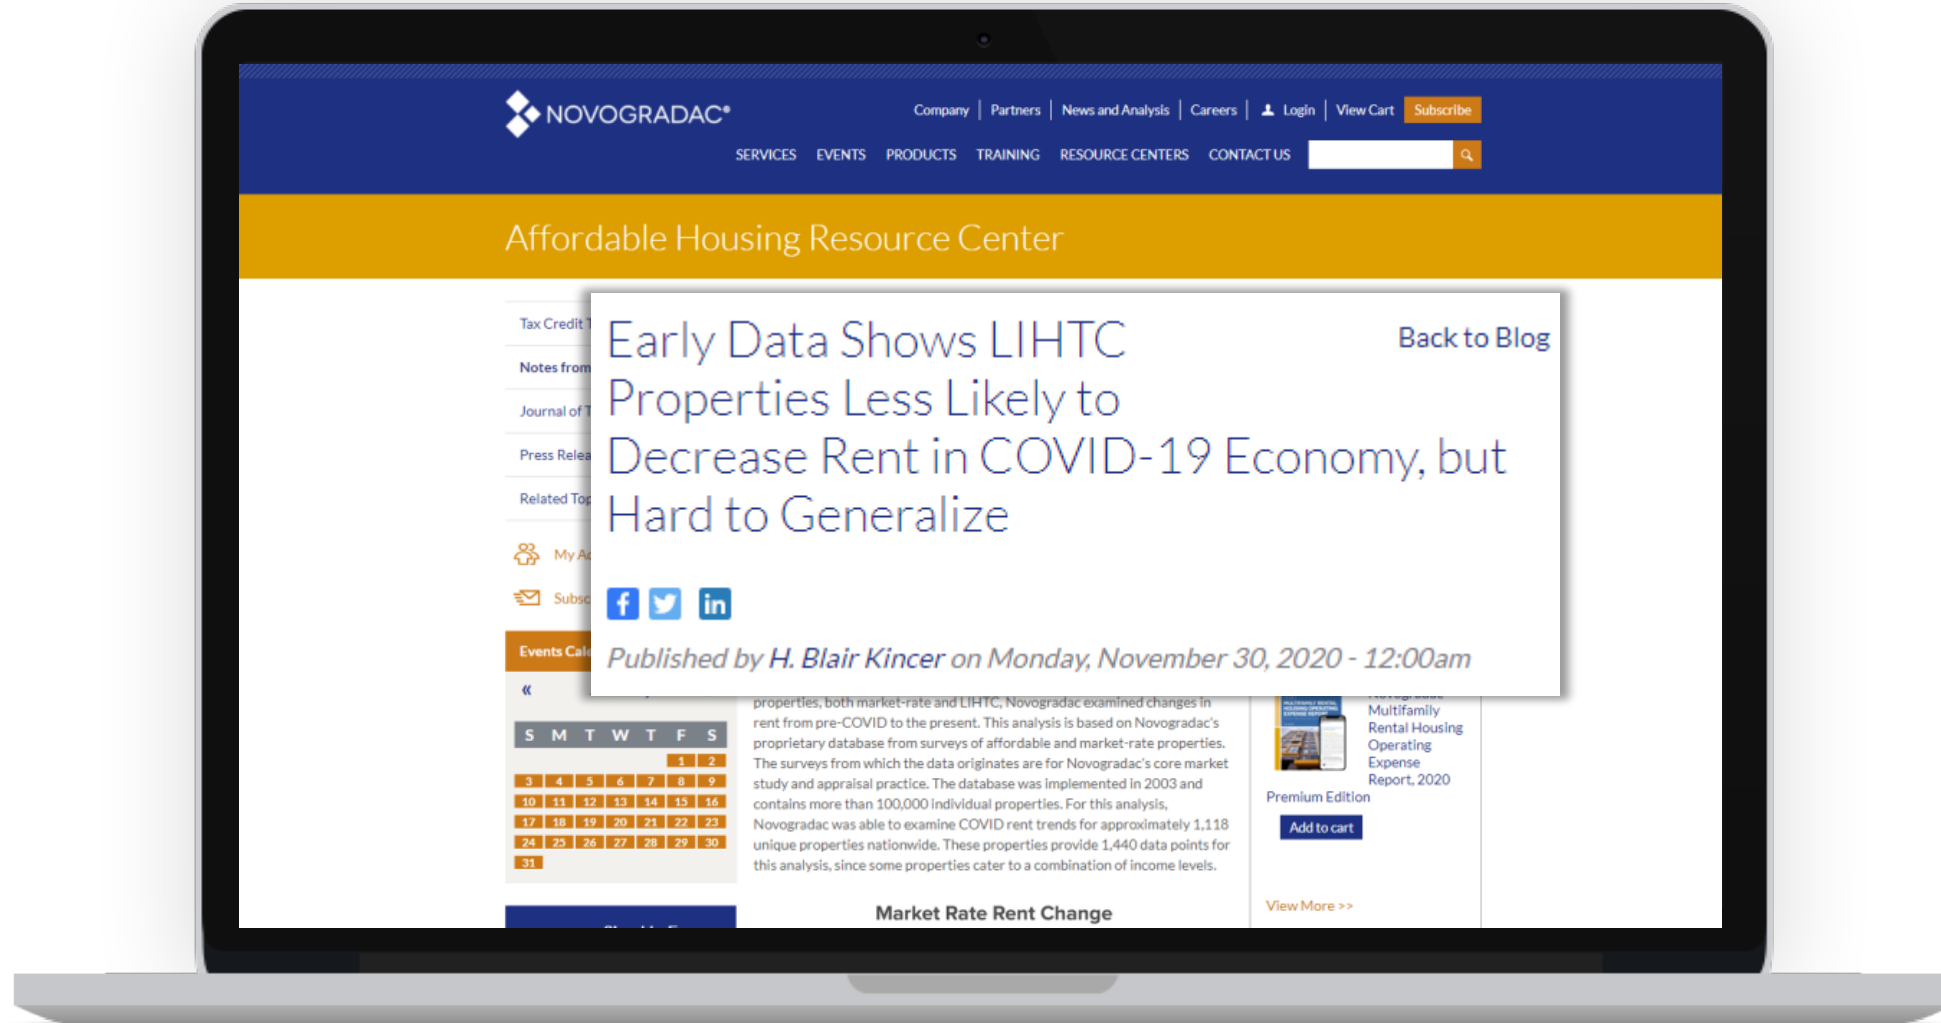 NOVOGRADAC®
Company | Partners | News and Analysis | Careers | Login | View Cart Subscribe
SERVICES EVENTS PRODUCTS TRAINING RESOURCE CENTERS CONTACT US
Affordable Housing Resource Center
Tax Credit
Notes from
Journal of
Press
Related
My
Events
Early Data Shows LIHTC
Properties Less Likely to
Decrease Rent in COVID-19 Economy, but
Hard to Generalize
Back to Blog
f in
Published by H. Blair Kincer on Monday, November 30, 2020 - 12:00am
«
S M T W T F S
1 2
3 4 5 6 7 8 9
10 11 12 13 14 15 16
17 18 19 20 21 22 23
24 25 26 27 28 29 30
31
properties, both market-rate and LIHTC, Novogradac examined changes in
rent from pre-COVID to the present. This analysis is based on Novogradac's
proprietary database from surveys of affordable and market-rate properties.
The surveys from which the data originates are for Novogradac's core market
study and appraisal practice. The database was implemented in 2003 and
contains more than 100,000 individual properties. For this analysis,
Novogradac was able to examine COVID rent trends for approximately 1,118
unique properties nationwide. These properties provide 1,440 data points for
this analysis, since some properties cater to a combination of income levels.
Market Rate Rent Change
MULTIFAMILY RENTAL
HOUSING OPERATING
EXPENSE REPORT
Multifamily
Rental Housing
Operating
Expense
Report, 2020
Premium Edition
Add to cart
View More >>